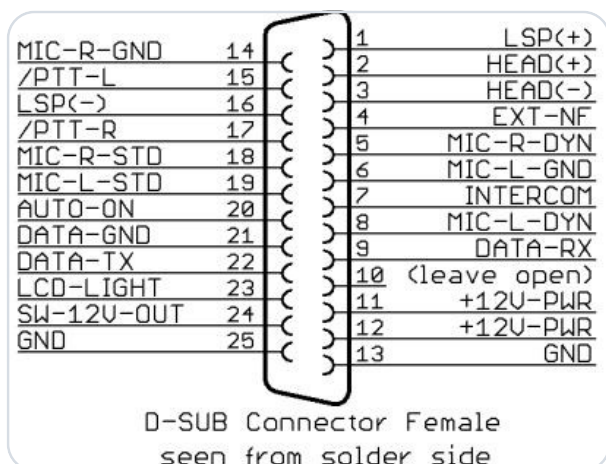 MIC-R-GND 14
/PTT-L 15
LSP(-) 16
/PTT-R 17
MIC-R-STD 18
MIC-L-STD 19
AUTO-ON 20
DATA-GND 21
DATA-TX 22
LCD-LIGHT 23
SW-12V-OUT 24
GND 25
1 LSP(+)
2 HEAD(+)
3 HEAD(-)
4 EXT-NF
5 MIC-R-DYN
6 MIC-L-GND
7 INTERCOM
8 MIC-L-DYN
9 DATA-RX
10 (leave open)
11 +12V-PWR
12 +12V-PWR
13 GND
D-SUB Connector Female
seen from solder side